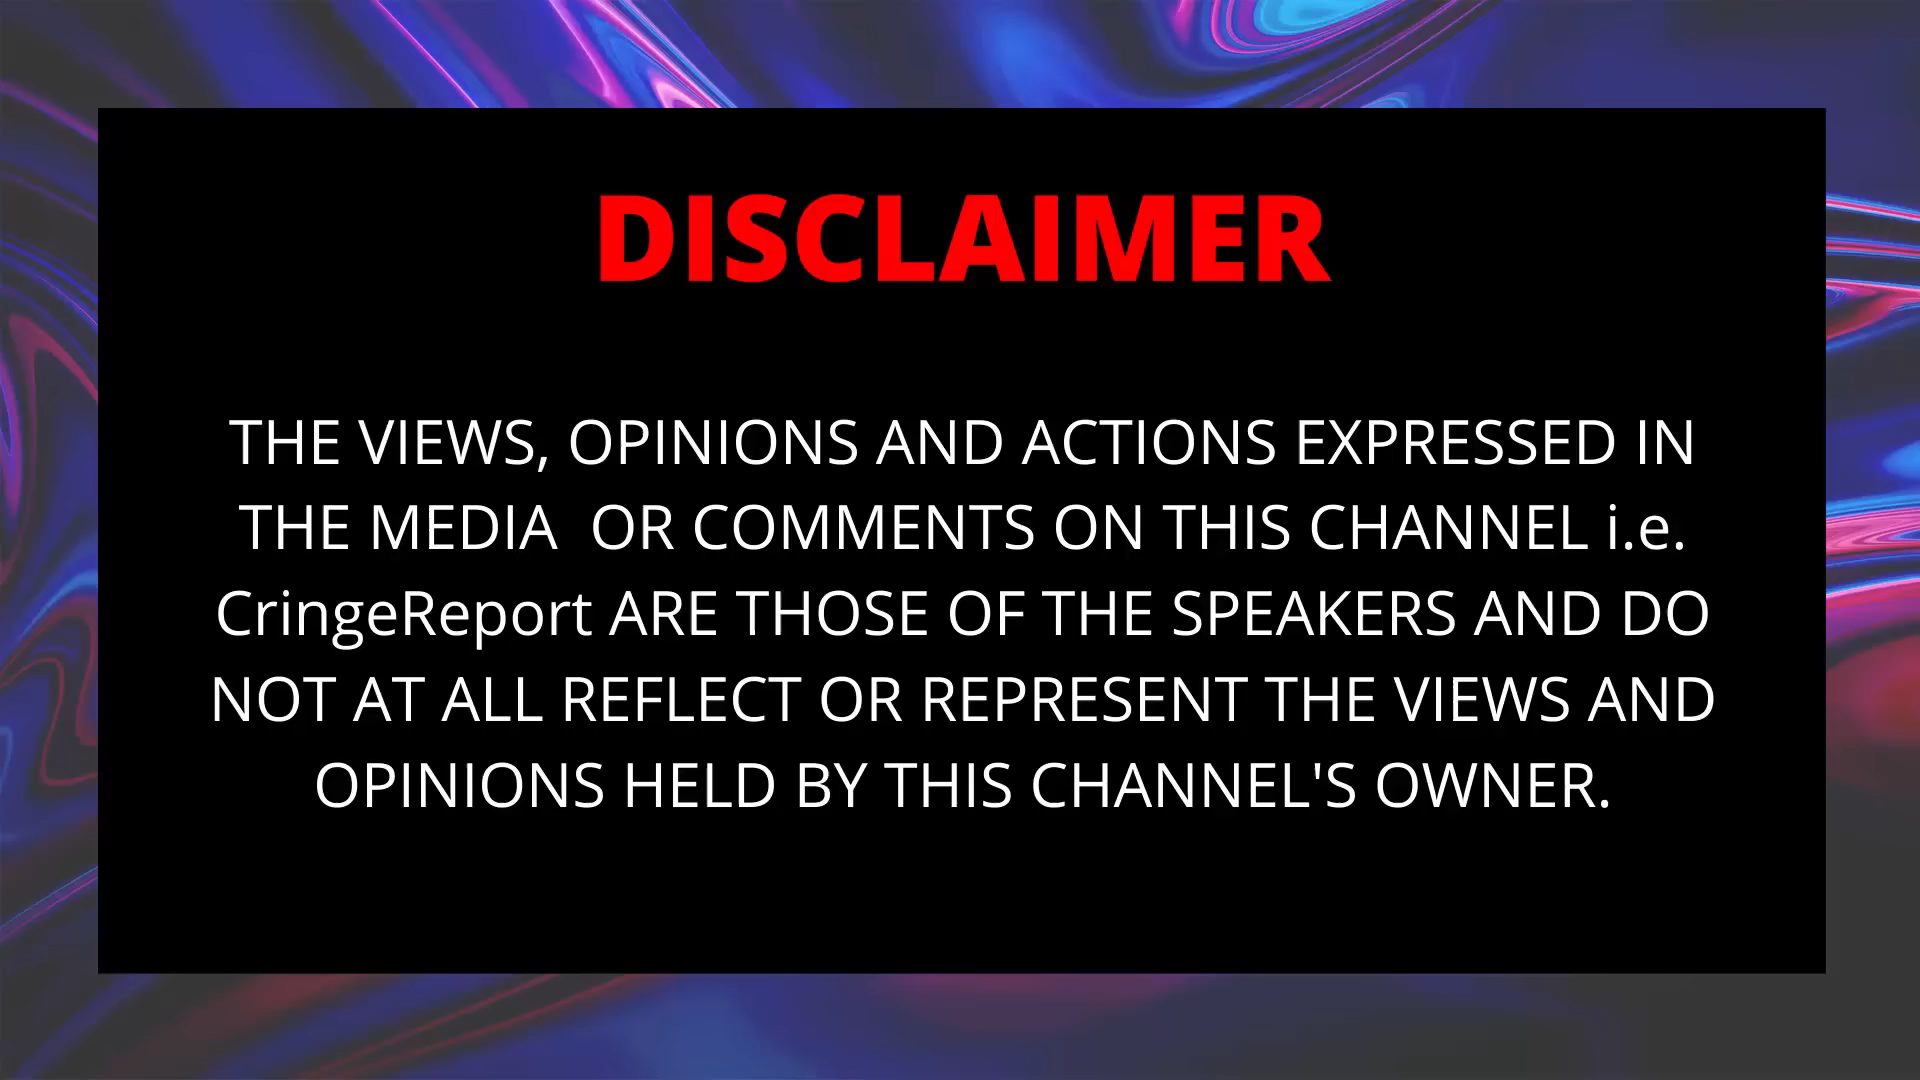 DISCLAIMER
THE VIEWS, OPINIONS AND ACTIONS EXPRESSED IN
THE MEDIA  OR COMMENTS ON THIS CHANNEL i.e.
CringeReport ARE THOSE OF THE SPEAKERS AND DO
NOT AT ALL REFLECT OR REPRESENT THE VIEWS AND
OPINIONS HELD BY THIS CHANNEL'S OWNER.